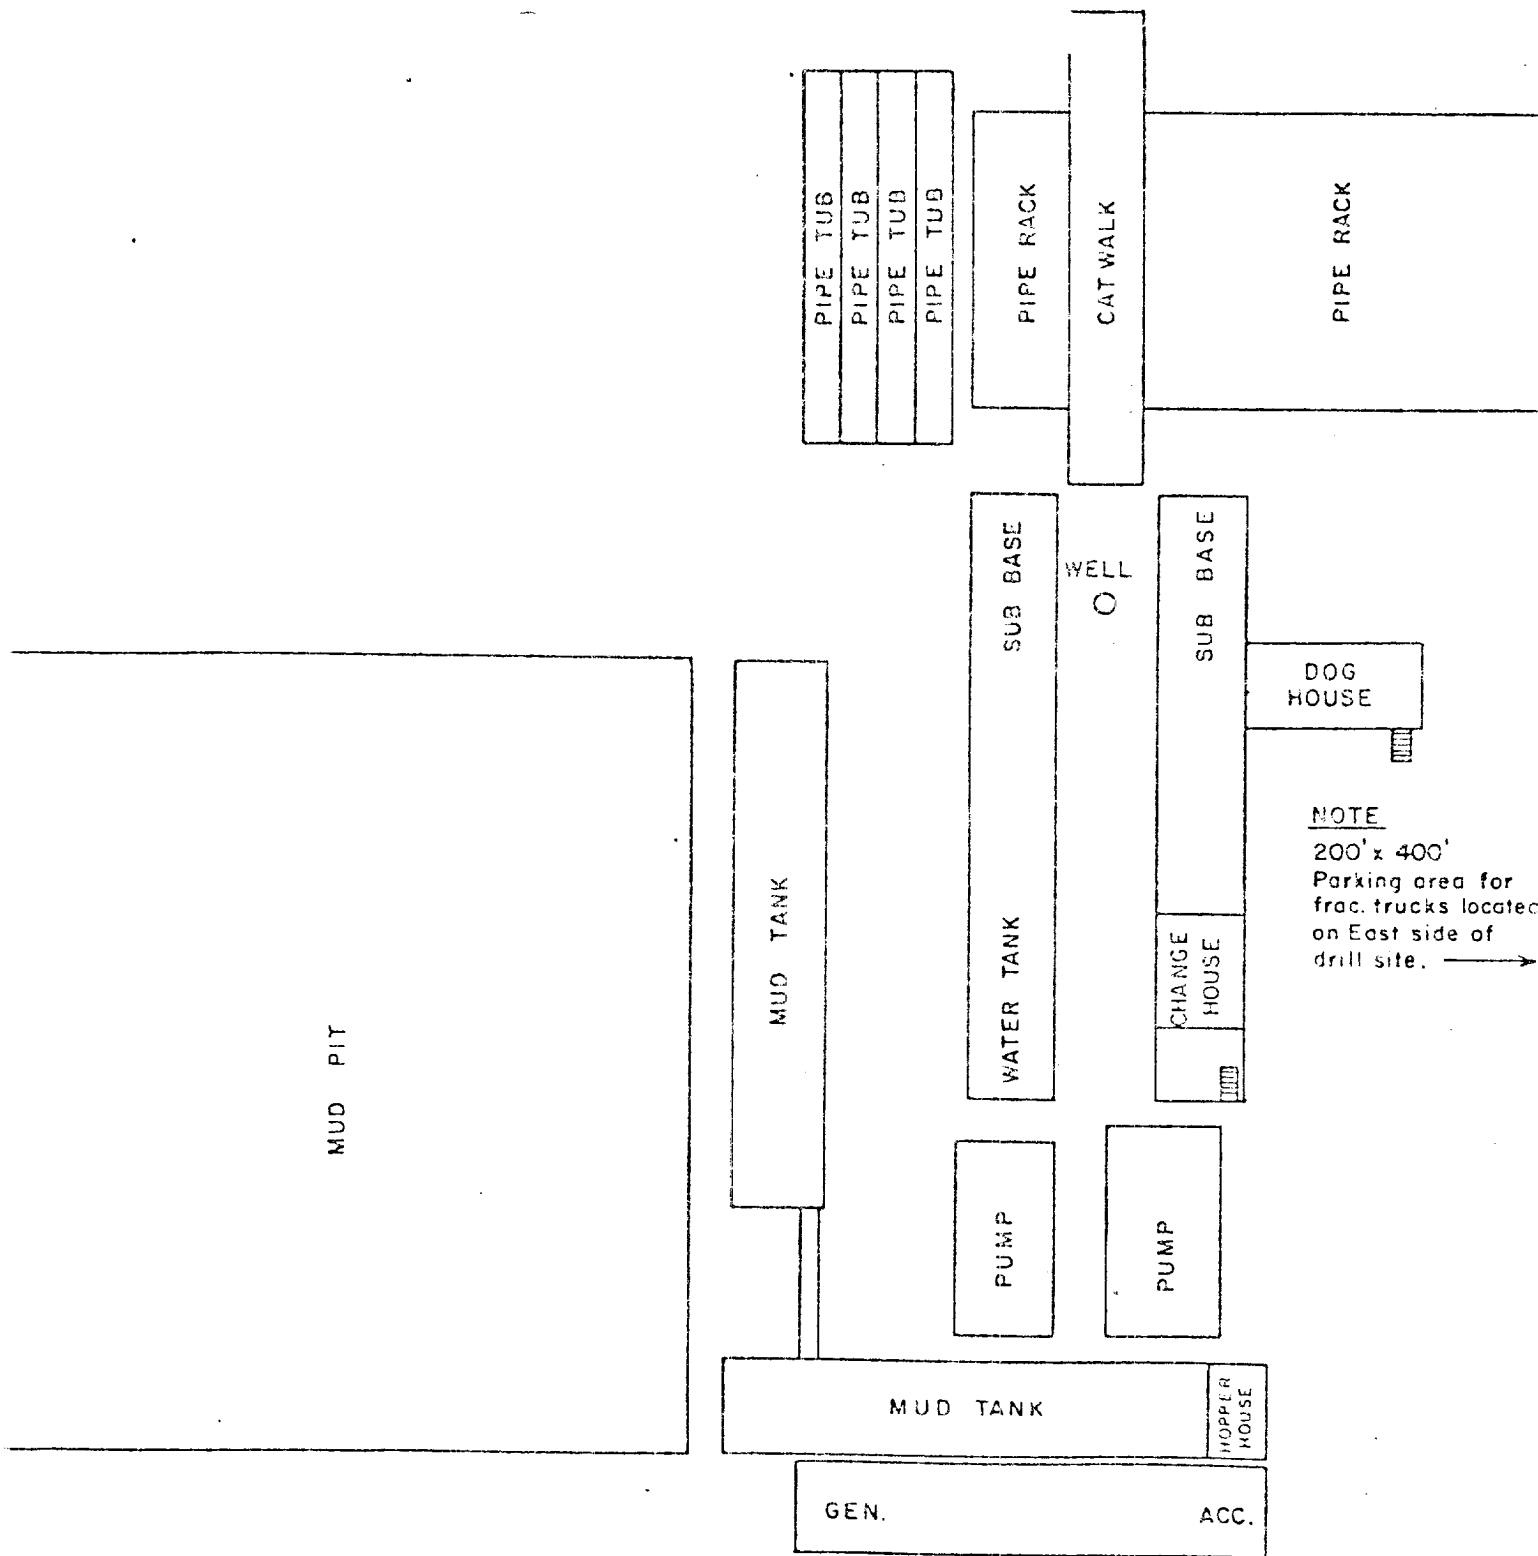 PIPE TUB
PIPE TUB
PIPE TUB
PIPE TUB
PIPE RACK
CAT WALK
PIPE RACK
SUB BASE
WELL
SUB BASE
DOG
HOUSE
NOTE
200' x 400'
Parking area for
frac. trucks located
on East side of
drill site.
MUD TANK
WATER TANK
CHANGE
HOUSE
MUD PIT
PUMP
PUMP
MUD TANK
HOPPER
HOUSE
GEN.
ACC.